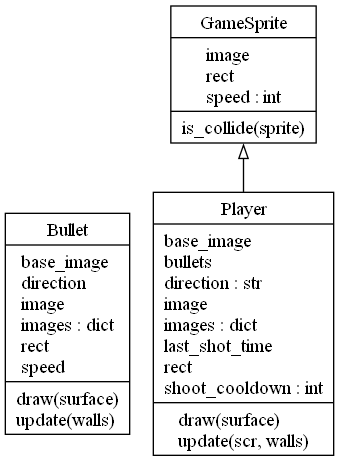 GameSprite
image
rect
speed : int
is_collide(sprite)
Bullet
base_image
direction
image
images : dict
rect
speed
draw(surface)
update(walls)
Player
base_image
bullets
direction : str
image
images : dict
last_shot_time
rect
shoot_cooldown : int
draw(surface)
update(scr, walls)